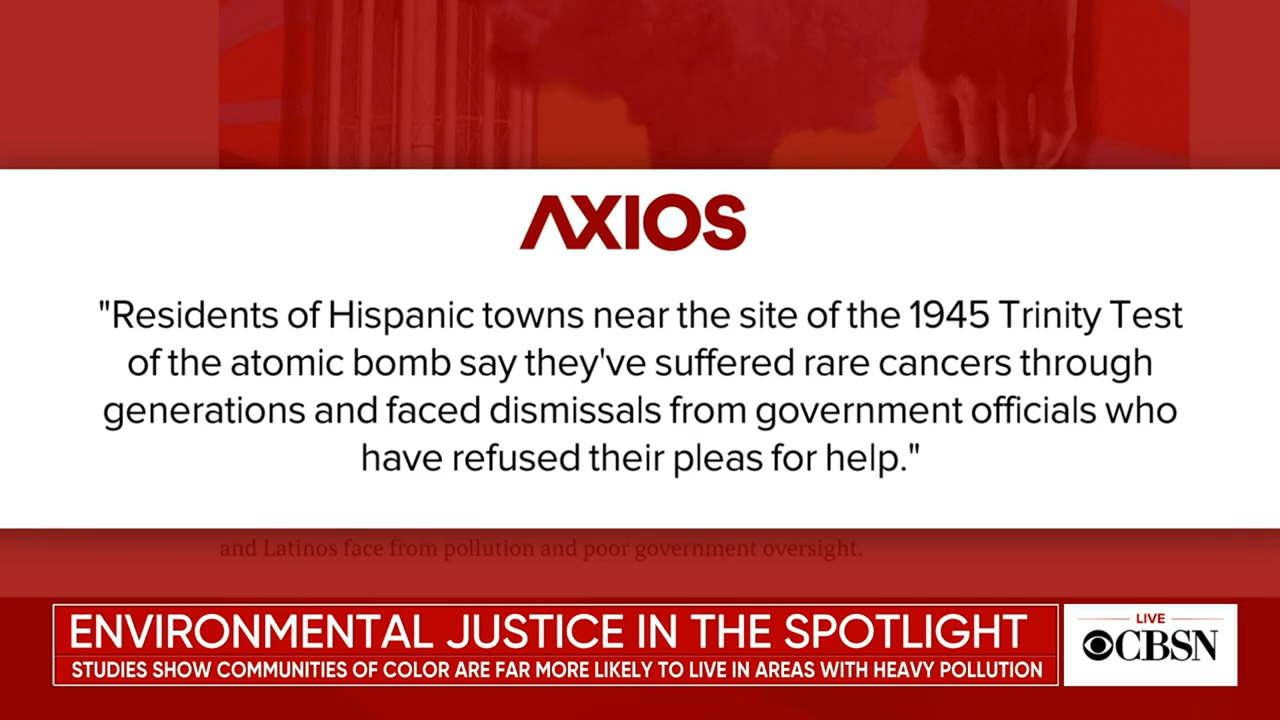 AXIOS
"Residents of Hispanic towns near the site of the 1945 Trinity Test
of the atomic bomb say they've suffered rare cancers through
generations and faced dismissals from government officials who
have refused their pleas for help."
and Latinos face from pollution and poor government oversight.
ENVIRONMENTAL JUSTICE IN THE SPOTLIGHT
STUDIES SHOW COMMUNITIES OF COLOR ARE FAR MORE LIKELY TO LIVE IN AREAS WITH HEAVY POLLUTION
LIVE
CBSN